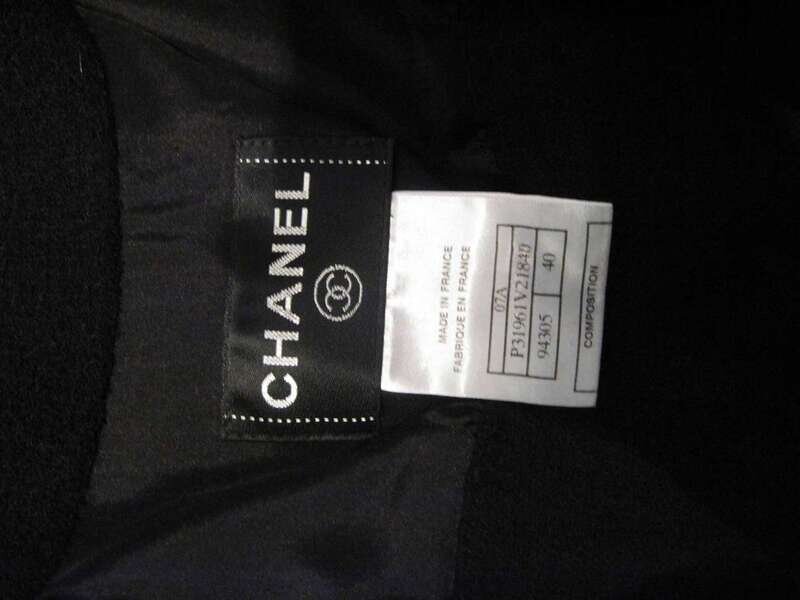 CHANEL
MADE IN FRANCE
FABRIQUE EN FRANCE
07A
P31961V21840
94305 40
COMPOSITION